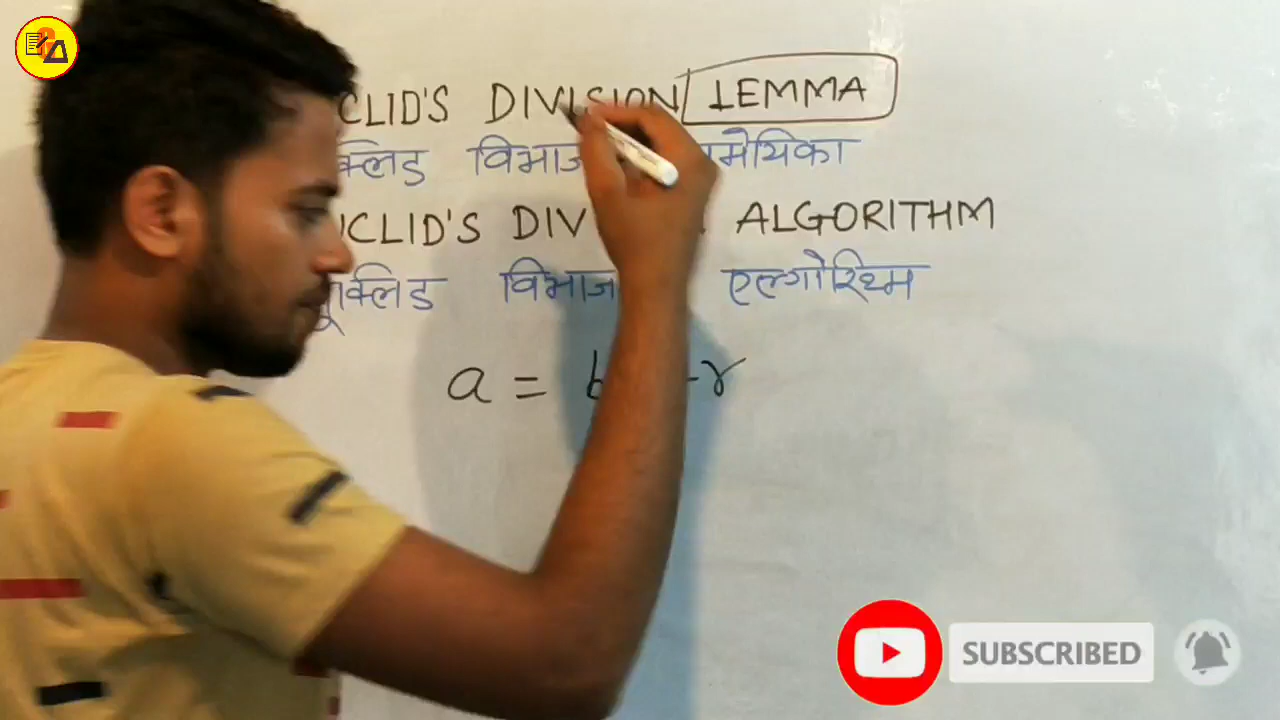 CLID'S DIVISION LEMMA
क्लिड विभाज मेयिका
UCLID'S DIV ALGORITHM
यूक्लिड विभाज एल्गोरिथ्म
a = b -r
SUBSCRIBED